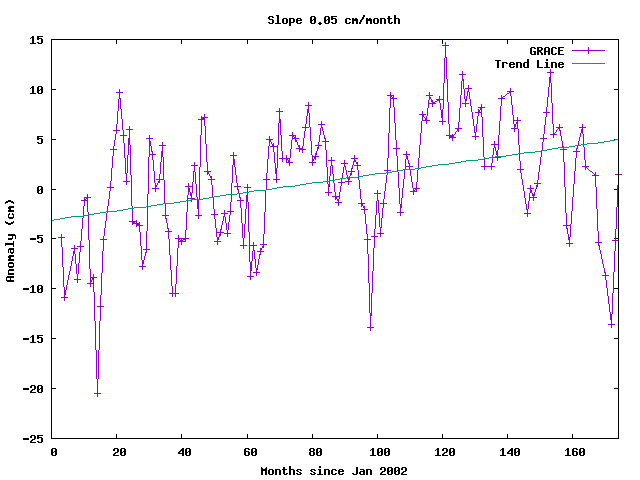 Slope 0.05 cm/month
GRACE
Trend Line
15
10
5
0
-5
-10
-15
-20
-25
Anomaly (cm)
0 20 40 60 80 100 120 140 160
Months since Jan 2002